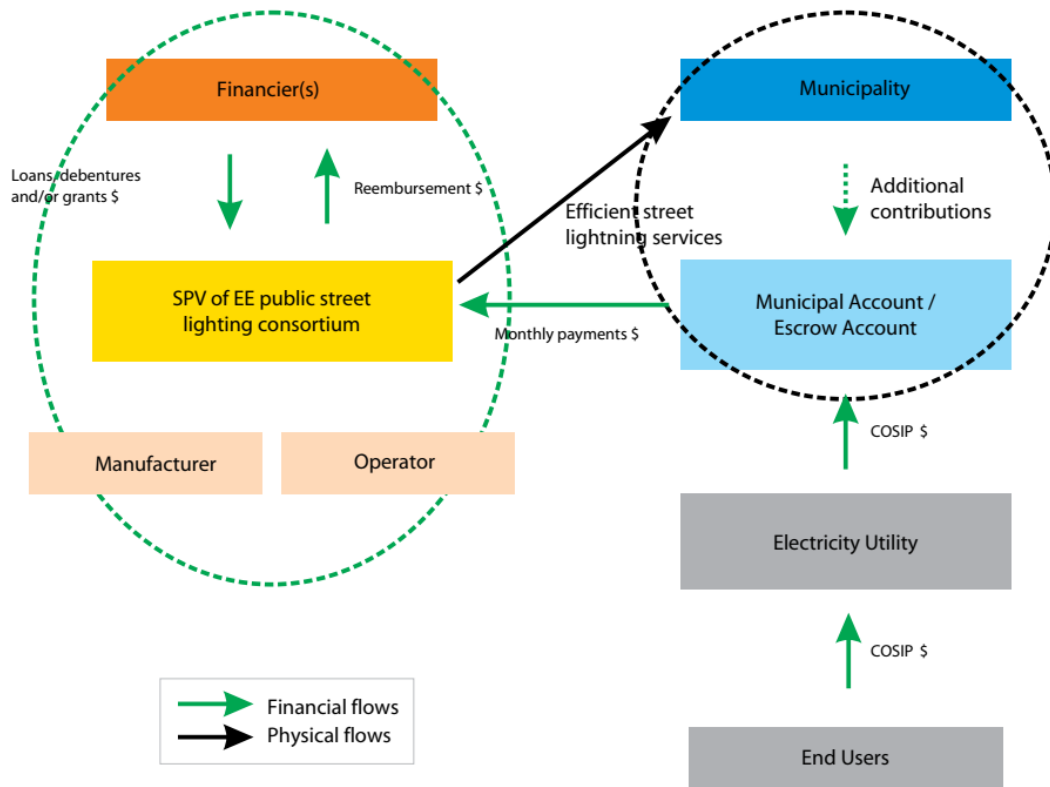 Financier(s)
Municipality
Loans, debentures
and/or grants $
Reembursement $
Efficient street
lightning services
Additional
contributions
SPV of EE public street
lighting consortium
Municipal Account /
Escrow Account
Monthly payments $
COSIP $
Manufacturer
Operator
Electricity Utility
COSIP $
Financial flows
Physical flows
End Users